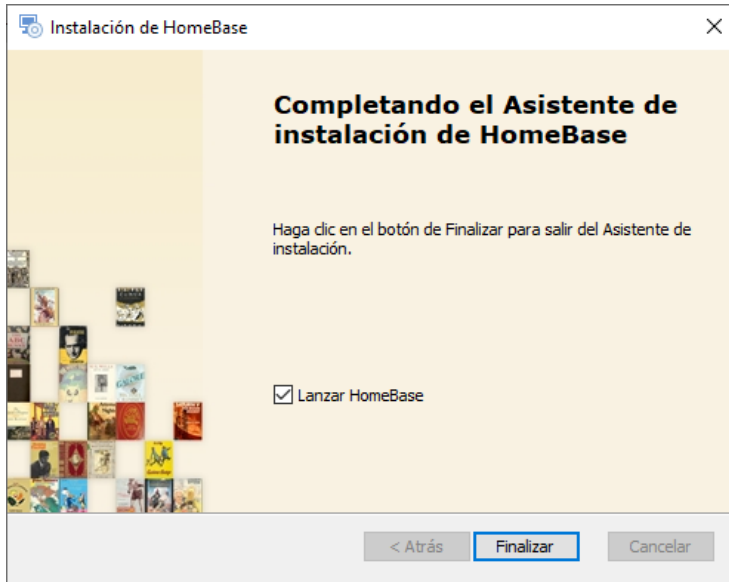 Instalación de HomeBase
Completando el Asistente de
instalación de HomeBase
Haga clic en el botón de Finalizar para salir del Asistente de
instalación.
Lanzar HomeBase
< Atrás
Finalizar
Cancelar